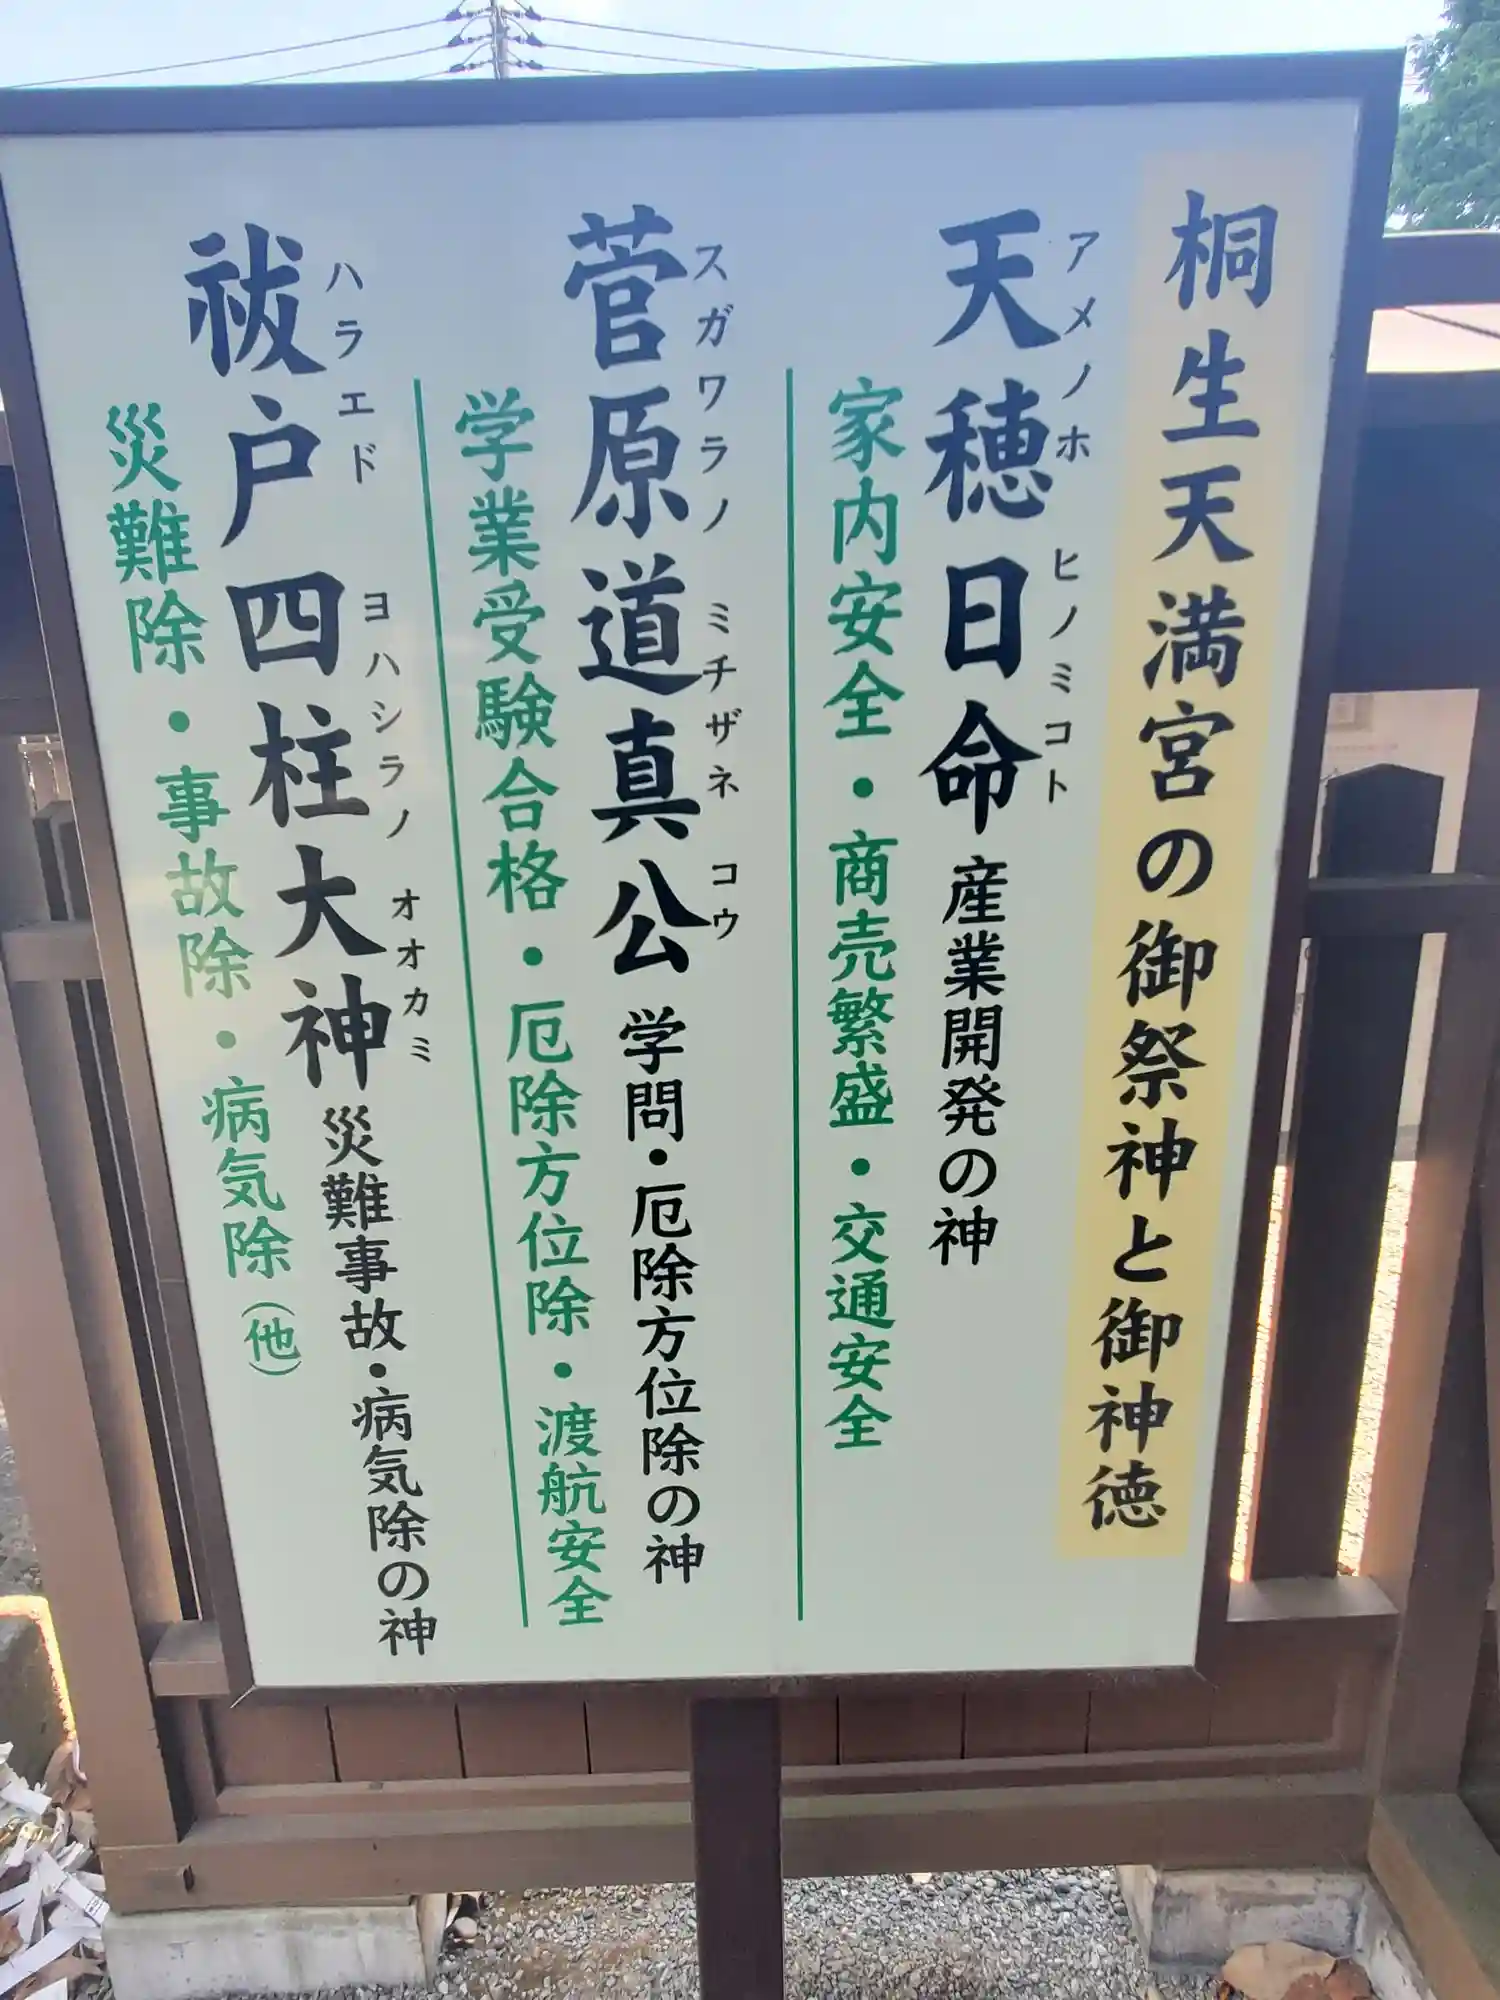 桐生天満宮の御祭神と御神徳
アメノホヒノミコト
天穂日命 産業開発の神
家内安全・商売繁盛・交通安全
スガワラノミチザネコウ
菅原道真公 学問・厄除方位除の神
学業受験合格・厄除方位除・渡航安全
ハラエドヨハシラノオオカミ
祓戸四柱大神 災難事故・病気除の神
災難除・事故除・病気除(他)